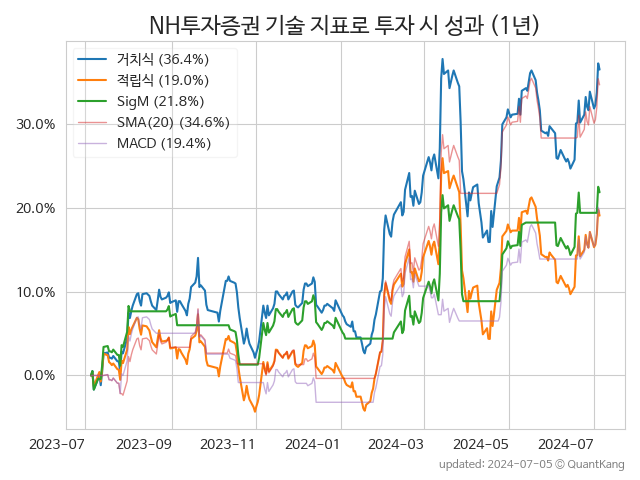 NH투자증권 기술 지표로 투자 시 성과 (1년)
거치식 (36.4%)
적립식 (19.0%)
SigM (21.8%)
SMA(20) (34.6%)
MACD (19.4%)
30.0%
20.0%
10.0%
0.0%
2023-07 2023-09 2023-11 2024-01 2024-03 2024-05 2024-07
updated: 2024-07-05 © QuantKang